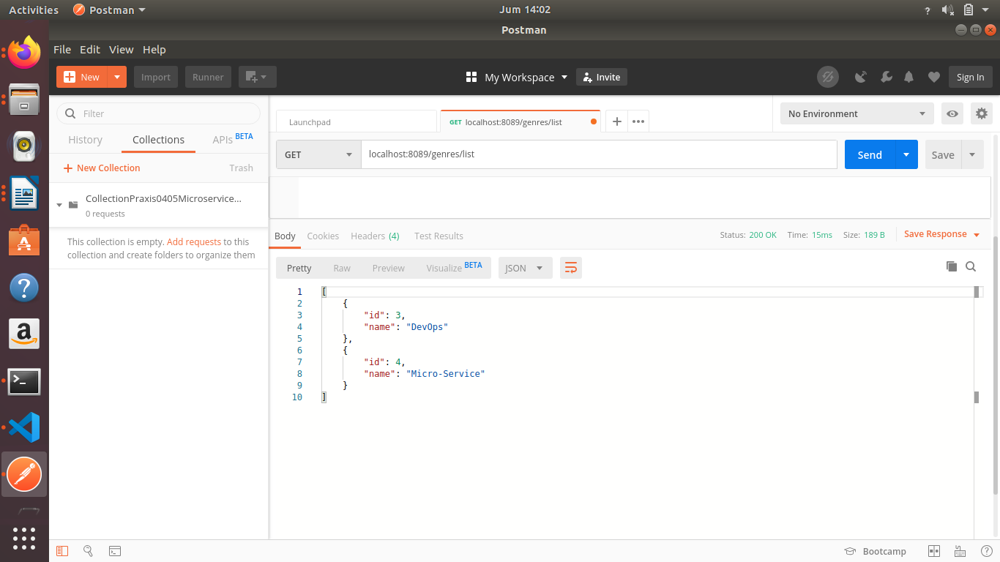 Activities Postman Jum 14:02 ?
Postman
File Edit View Help
New Import Runner My Workspace Invite Sign In
Filter
History Collections APIs BETA
New Collection Trash
CollectionPraxis0405Microservice...
0 requests
This collection is empty. Add requests to this
collection and create folders to organize them
Launchpad GET localhost:8089/genres/list No Environment
GET localhost:8089/genres/list Send Save
Body Cookies Headers (4) Test Results Status: 200 OK Time: 15ms Size: 189 B Save Response
Pretty Raw Preview Visualize BETA JSON
1 [
2 {
3 "id": 3,
4 "name": "DevOps"
5 },
6 {
7 "id": 4,
8 "name": "Micro-Service"
9 }
10 ]
Bootcamp ?